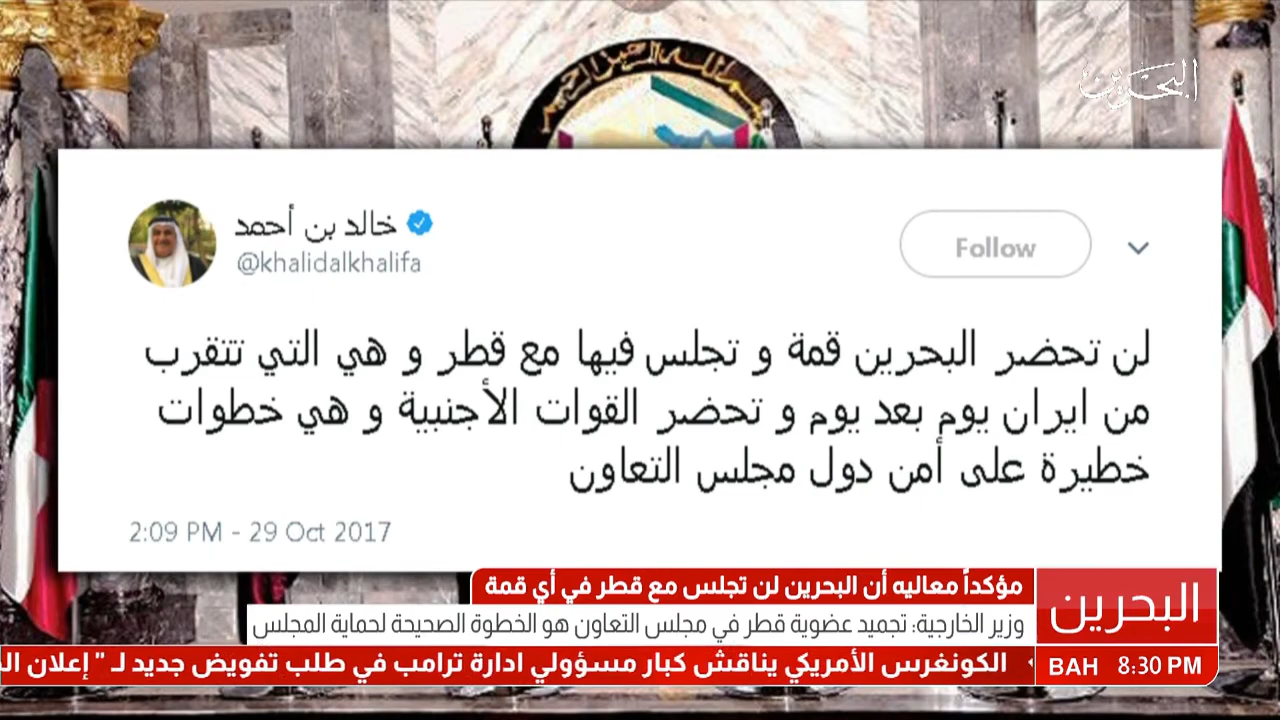 بسم الله الرحمن الرحيم
البحرين
خالد بن أحمد
@khalidalkhalifa
Follow
لن تحضر البحرين قمة و تجلس فيها مع قطر و هي التي تتقرب
من ايران يوم بعد يوم و تحضر القوات الأجنبية و هي خطوات
خطيرة على أمن دول مجلس التعاون
2:09 PM - 29 Oct 2017
مؤكداً معاليه أن البحرين لن تجلس مع قطر في أي قمة
البحرين
وزير الخارجية: تجميد عضوية قطر في مجلس التعاون هو الخطوة الصحيحة لحماية المجلس
الكونغرس الأمريكي يناقش كبار مسؤولي ادارة ترامب في طلب تفويض جديد لـ " إعلان
BAH 8:30 PM